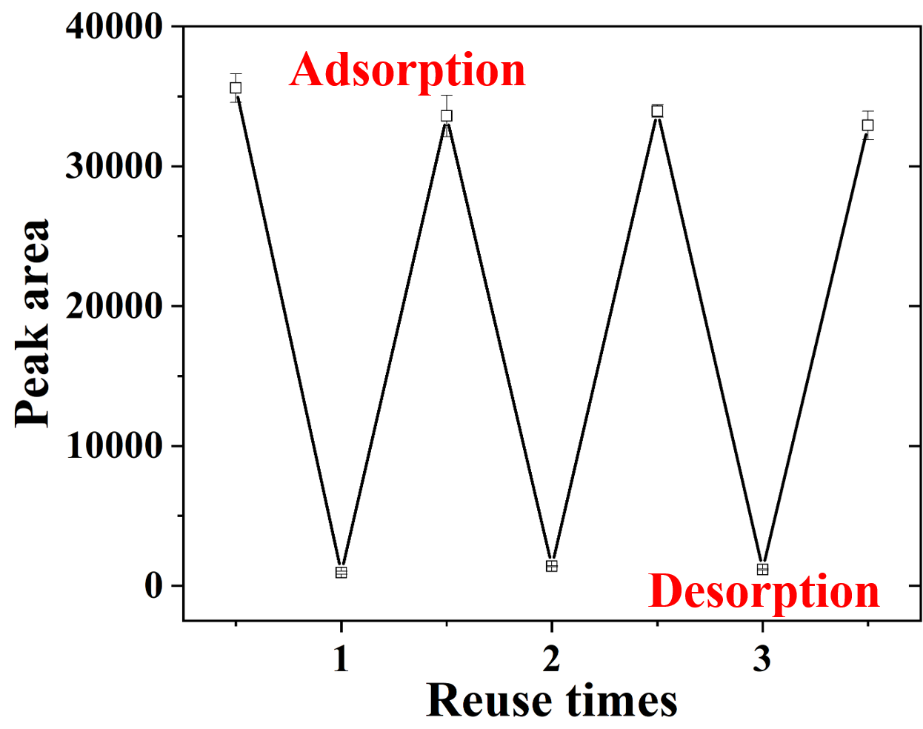 40000
Adsorption
30000
20000
10000
0
Peak area
Desorption
1 2 3
Reuse times